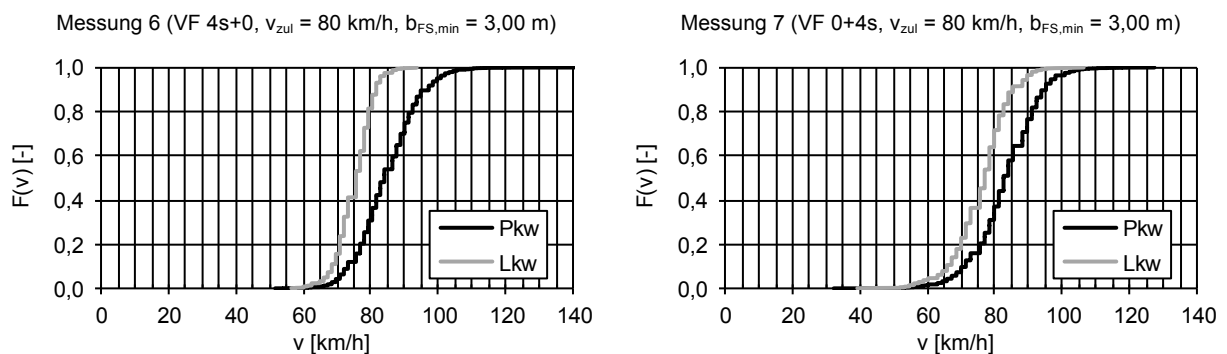 Messung 6 (VF 4s+0, vzul = 80 km/h, bFS,min = 3,00 m)
1,0
0,8
0,6
0,4
0,2
0,0
F(v) [-]
Pkw
Lkw
0 20 40 60 80 100 120 140
v [km/h]
Messung 7 (VF 0+4s, vzul = 80 km/h, bFS,min = 3,00 m)
1,0
0,8
0,6
0,4
0,2
0,0
F(v) [-]
Pkw
Lkw
0 20 40 60 80 100 120 140
v [km/h]